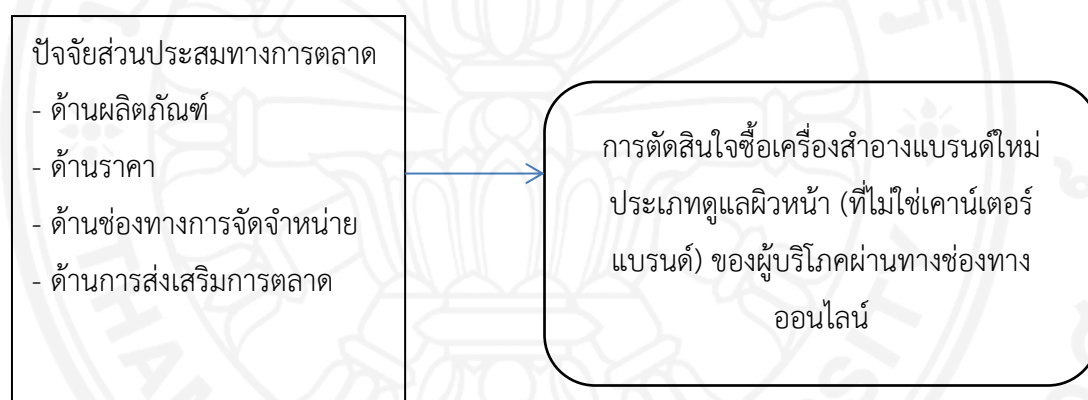 ปัจจัยส่วนประสมทางการตลาด
- ด้านผลิตภัณฑ์
- ด้านราคา
- ด้านช่องทางการจัดจำหน่าย
- ด้านการส่งเสริมการตลาด
การตัดสินใจซื้อเครื่องสำอางแบรนด์ใหม่
ประเภทดูแลผิวหน้า (ที่ไม่ใช่เคาน์เตอร์
แบรนด์) ของผู้บริโภคผ่านทางช่องทาง
ออนไลน์